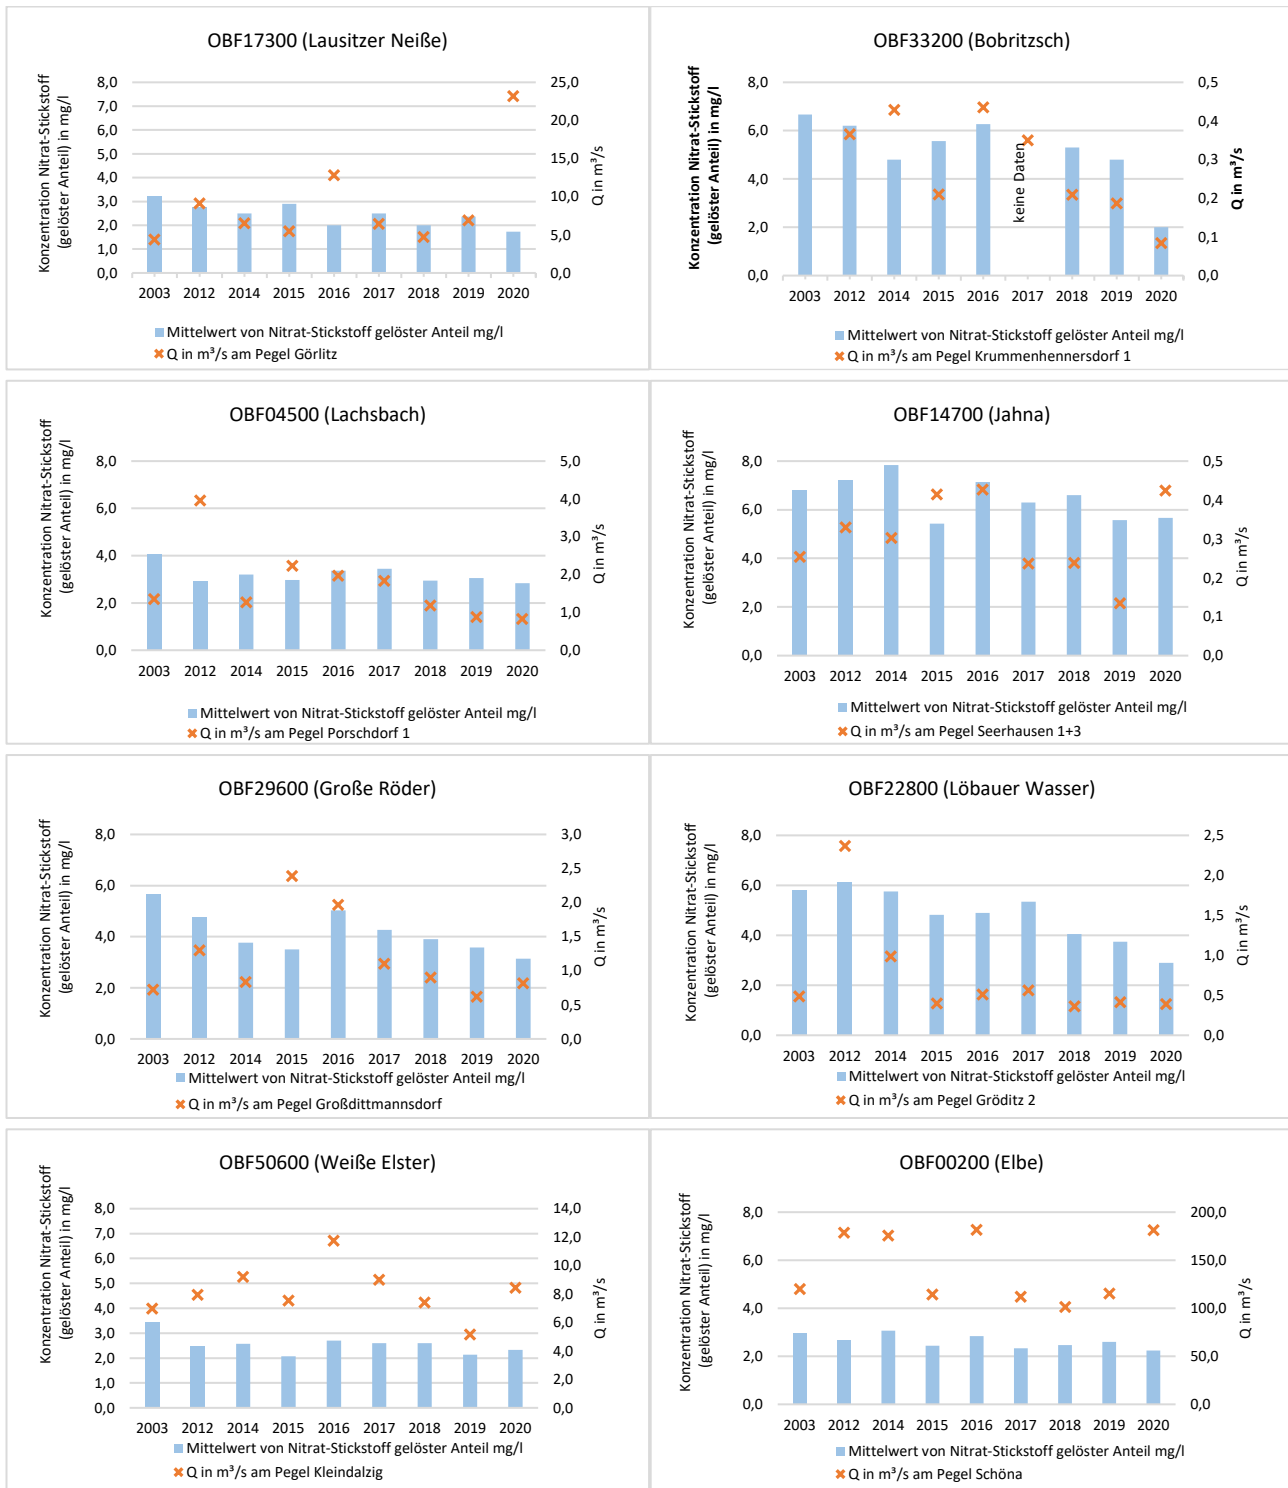 OBF17300 (Lausitzer Neiße)
Konzentration Nitrat-Stickstoff
(gelöster Anteil) in mg/l
8,0
7,0
6,0
5,0
4,0
3,0
2,0
1,0
0,0
25,0
20,0
15,0
10,0
5,0
0,0
Q in m³/s
2003 2012 2014 2015 2016 2017 2018 2019 2020
Mittelwert von Nitrat-Stickstoff gelöster Anteil mg/l
Q in m³/s am Pegel Görlitz
OBF33200 (Bobritzsch)
Konzentration Nitrat-Stickstoff
(gelöster Anteil) in mg/l
8,0
6,0
4,0
2,0
0,0
keine Daten
0,5
0,4
0,3
0,2
0,1
0,0
Q in m³/s
2003 2012 2014 2015 2016 2017 2018 2019 2020
Mittelwert von Nitrat-Stickstoff gelöster Anteil mg/l
Q in m³/s am Pegel Krummenhennersdorf 1
OBF04500 (Lachsbach)
Konzentration Nitrat-Stickstoff
(gelöster Anteil) in mg/l
8,0
6,0
4,0
2,0
0,0
5,0
4,0
3,0
2,0
1,0
0,0
Q in m³/s
2003 2012 2014 2015 2016 2017 2018 2019 2020
Mittelwert von Nitrat-Stickstoff gelöster Anteil mg/l
Q in m³/s am Pegel Porschdorf 1
OBF14700 (Jahna)
Konzentration Nitrat-Stickstoff
(gelöster Anteil) in mg/l
8,0
6,0
4,0
2,0
0,0
0,5
0,4
0,3
0,2
0,1
0,0
Q in m³/s
2003 2012 2014 2015 2016 2017 2018 2019 2020
Mittelwert von Nitrat-Stickstoff gelöster Anteil mg/l
Q in m³/s am Pegel Seerhausen 1+3
OBF29600 (Große Röder)
Konzentration Nitrat-Stickstoff
(gelöster Anteil) in mg/l
8,0
6,0
4,0
2,0
0,0
3,0
2,5
2,0
1,5
1,0
0,5
0,0
Q in m³/s
2003 2012 2014 2015 2016 2017 2018 2019 2020
Mittelwert von Nitrat-Stickstoff gelöster Anteil mg/l
Q in m³/s am Pegel Großdittmannsdorf
OBF22800 (Löbauer Wasser)
Konzentration Nitrat-Stickstoff
(gelöster Anteil) in mg/l
8,0
6,0
4,0
2,0
0,0
2,5
2,0
1,5
1,0
0,5
0,0
Q in m³/s
2003 2012 2014 2015 2016 2017 2018 2019 2020
Mittelwert von Nitrat-Stickstoff gelöster Anteil mg/l
Q in m³/s am Pegel Gröditz 2
OBF50600 (Weiße Elster)
Konzentration Nitrat-Stickstoff
(gelöster Anteil) in mg/l
8,0
7,0
6,0
5,0
4,0
3,0
2,0
1,0
0,0
14,0
12,0
10,0
8,0
6,0
4,0
2,0
0,0
Q in m³/s
2003 2012 2014 2015 2016 2017 2018 2019 2020
Mittelwert von Nitrat-Stickstoff gelöster Anteil mg/l
Q in m³/s am Pegel Kleindalzig
OBF00200 (Elbe)
Konzentration Nitrat-Stickstoff
(gelöster Anteil) in mg/l
8,0
6,0
4,0
2,0
0,0
200,0
150,0
100,0
50,0
0,0
Q in m³/s
2003 2012 2014 2015 2016 2017 2018 2019 2020
Mittelwert von Nitrat-Stickstoff gelöster Anteil mg/l
Q in m³/s am Pegel Schöna